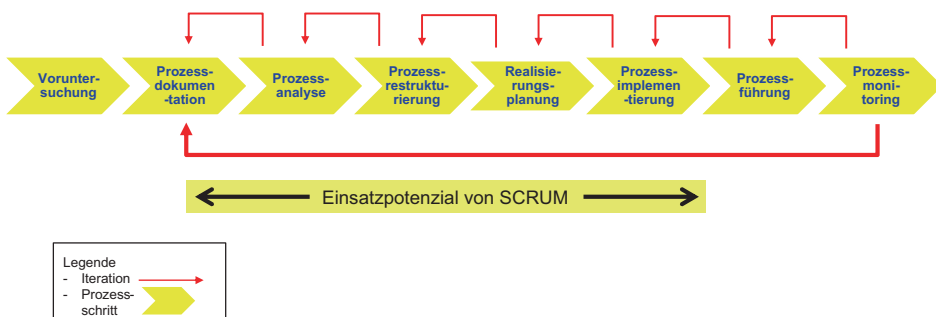 Vorunter-
suchung
Prozess-
dokumen
-tation
Prozess-
analyse
Prozess-
restruktu-
rierung
Realisie-
rungs-
planung
Prozess-
implemen
-tierung
Prozess-
führung
Prozess-
moni-
toring
Einsatzpotenzial von SCRUM
Legende
- Iteration
- Prozess-
schritt